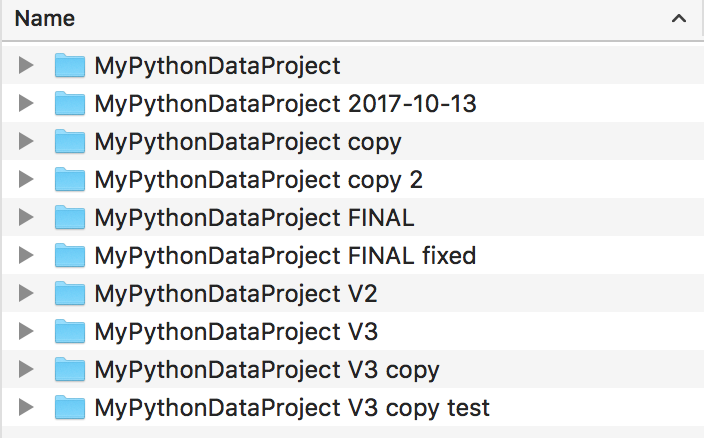 Name
MyPythonDataProject
MyPythonDataProject 2017-10-13
MyPythonDataProject copy
MyPythonDataProject copy 2
MyPythonDataProject FINAL
MyPythonDataProject FINAL fixed
MyPythonDataProject V2
MyPythonDataProject V3
MyPythonDataProject V3 copy
MyPythonDataProject V3 copy test